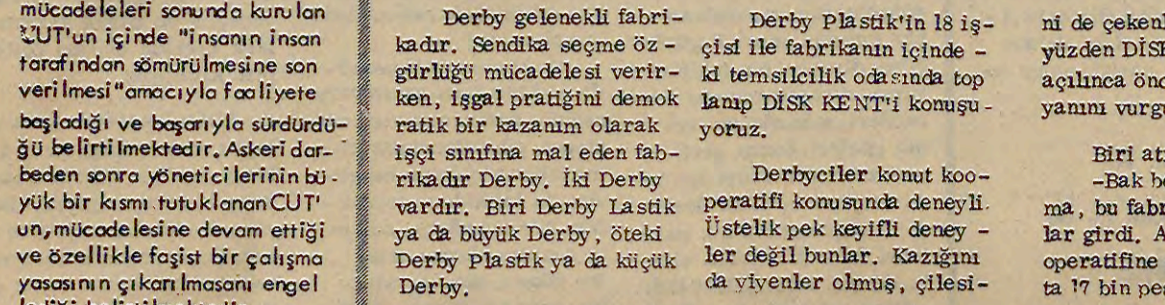 mücadeleleri sonunda kurulan
CUT'un içinde "insanın insan
tarafından sömürülmesine son
verilmesi"amacıyla faaliyete
başladığı ve başarıyla sürdürdü-
ğü belirtilmektedir. Askeri dar-
beden sonra yöneticilerinin bü-
yük bir kısmı tutuklanan CUT'
un, mücadelesine devam ettiği
ve özellikle faşist bir çalışma
yasasının çıkarılmasanı engel
Derby gelenekli fabri-
kadır. Sendika seçme öz-
gürlüğü mücadelesi verir-
ken, işgal pratiğini demok
ratik bir kazanım olarak
işçi sınıfına mal eden fab-
rikadır Derby. İki Derby
vardır. Biri Derby Lastik
ya da büyük Derby, öteki
Derby Plastik ya da küçük
Derby.
Derby Plastik'in 18 iş-
çisi ile fabrikanın içinde -
ki temsilcilik odasında top
lanıp DİSK KENT'i konuşu-
yoruz.
Derbyciler konut koo-
peratifi konusunda deneyli.
Üstelik pek keyifli deney -
ler değil bunlar. Kazığını
da yiyenler olmuş, çilesi-
ni de çeken
yüzden DİSK
açılınca önc
yanını vurg
Biri at
-Bak b
ma, bu fabr
lar girdi. A
operatifine
ta 17 bin pe